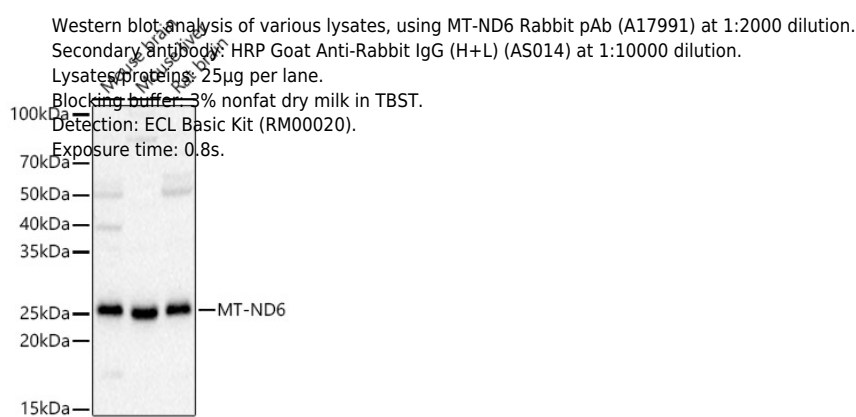 Western blot analysis of various lysates, using MT-ND6 Rabbit pAb (A17991) at 1:2000 dilution.
Secondary antibody: HRP Goat Anti-Rabbit IgG (H+L) (AS014) at 1:10000 dilution.
Lysates/proteins: 25μg per lane.
Blocking buffer: 3% nonfat dry milk in TBST.
Detection: ECL Basic Kit (RM00020).
Exposure time: 0.8s.
Mouse brain
Mouse liver
Rat brain
100kDa
70kDa
50kDa
40kDa
35kDa
25kDa
MT-ND6
20kDa
15kDa